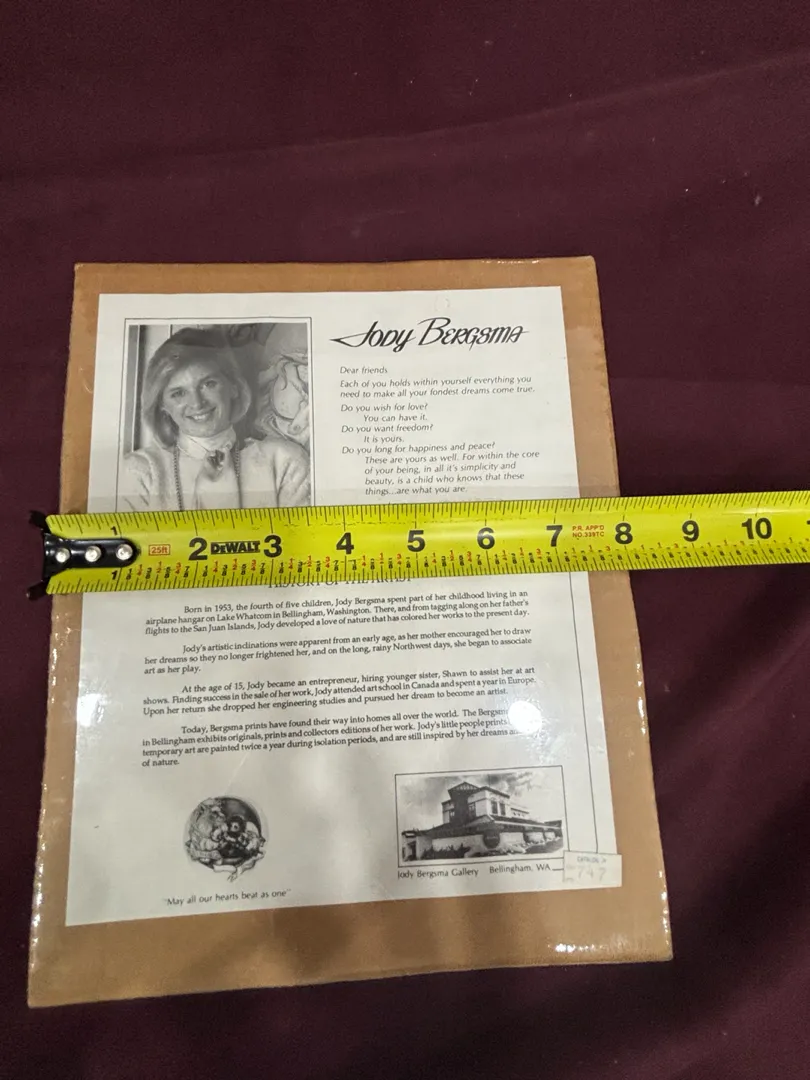 Jody Bergsma
Dear friends
Each of you holds within yourself everything you
need to make all your fondest dreams come true.
Do you wish for love?
You can have it.
Do you want freedom?
It is yours.
Do you long for happiness and peace?
These are yours as well. For within the core
of your being, in all it's simplicity and
beauty, is a child who knows that these
things...are what you are.
1 2 DEWALT 3 4 5 6 7 P.R. APP'D 8 9 10
25ft NO.339TC
1
Born in 1953, the fourth of five children, Jody Bergsma spent part of her childhood living in an
airplane hangar on Lake Whatcom in Bellingham, Washington. There, and from tagging along on her father's
flights to the San Juan Islands, Jody developed a love of nature that has colored her works to the present day.
Jody's artistic inclinations were apparent from an early age, as her mother encouraged her to draw
her dreams so they no longer frightened her, and on the long, rainy Northwest days, she began to associate
art as her play.
At the age of 15, Jody became an entrepreneur, hiring younger sister, Shawn to assist her at art
shows. Finding success in the sale of her work, Jody attended art school in Canada and spent a year in Europe.
Upon her return she dropped her engineering studies and pursued her dream to become an artist.
Today, Bergsma prints have found their way into homes all over the world. The Bergsm
in Bellingham exhibits originals, prints and collectors editions of her work. Jody's little people prints
temporary art are painted twice a year during isolation periods, and are still inspired by her dreams
of nature.
Jody Bergsma Gallery Bellingham, WA
CATALOG #
747
"May all our hearts beat as one"